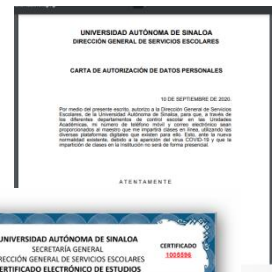 UNIVERSIDAD AUTÓNOMA DE SINALOA
DIRECCIÓN GENERAL DE SERVICIOS ESCOLARES
CARTA DE AUTORIZACIÓN DE DATOS PERSONALES
10 DE SEPTIEMBRE DE 2020.
Por medio del presente escrito, autorizo a la Dirección General de Servicios
Escolares, de la Universidad Autónoma de Sinaloa, para que, a través de
los diferentes departamentos de control escolar en las Unidades
Académicas, mi número de teléfono móvil y correo electrónico sean
proporcionados al maestro que me impartirá clases en línea, utilizando las
diversas plataformas digitales que existen para ello. Esto, ante la nueva
normalidad existente, debido a la aparición del virus COVID-19 y que la
impartición de clases en la institución no será de forma presencial.
ATENTAMENTE
UNIVERSIDAD AUTÓNOMA DE SINALOA
SECRETARÍA GENERAL
DIRECCIÓN GENERAL DE SERVICIOS ESCOLARES
CERTIFICADO ELECTRÓNICO DE ESTUDIOS
CERTIFICADO